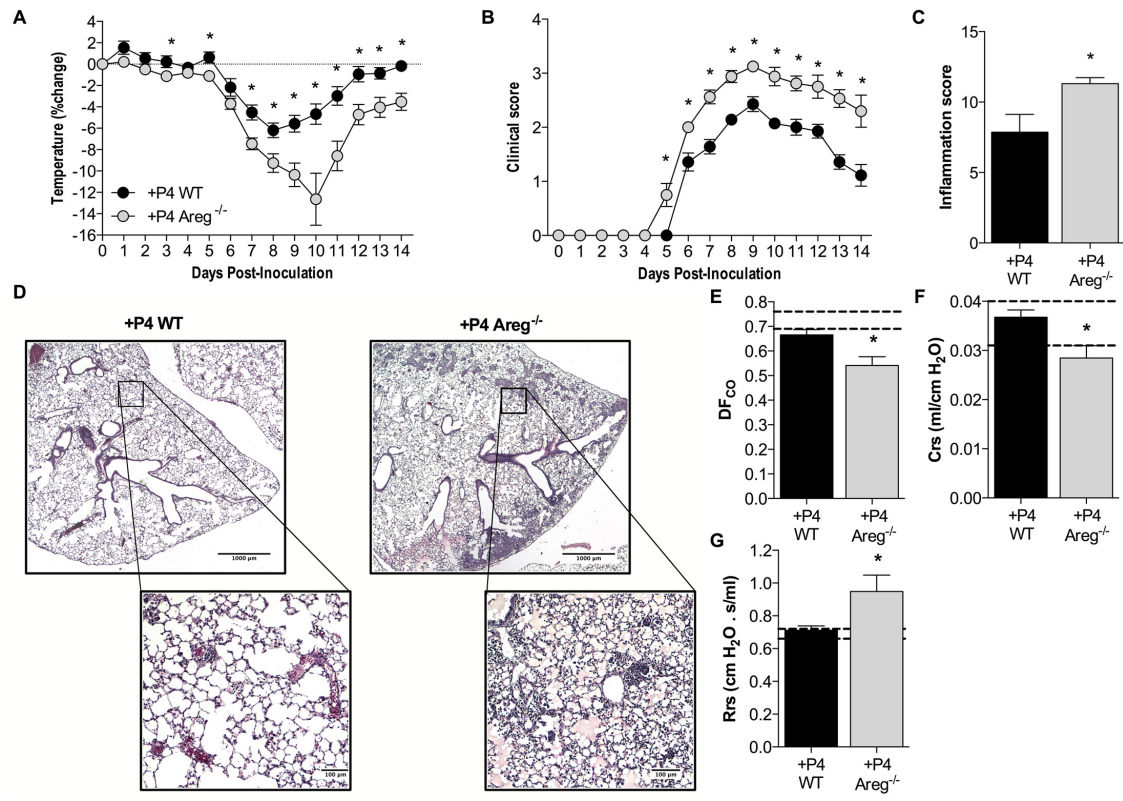 A
4
2
0
-2
-4
-6
-8
-10
-12
-14
-16
Temperature (%change)
* * * * * * * * * *
+P4 WT
+P4 Areg-/-
0 1 2 3 4 5 6 7 8 9 10 11 12 13 14
Days Post-Inoculation
B
4
3
2
1
0
Clinical score
* * * * * * * * * *
0 1 2 3 4 5 6 7 8 9 10 11 12 13 14
Days Post-Inoculation
C
15
10
5
0
Inflammation score
*
+P4 WT
+P4 Areg-/-
D
+P4 WT
+P4 Areg-/-
1000 µm
1000 µm
100 µm
100 µm
E
0.8
0.7
0.6
0.5
0.4
0.3
0.2
0.1
0.0
DFCO
*
+P4 WT
+P4 Areg-/-
F
0.04
0.03
0.02
0.01
0.00
Crs (ml/cm H2O)
*
+P4 WT
+P4 Areg-/-
G
1.2
1.0
0.8
0.6
0.4
0.2
0.0
Rrs (cm H2O . s/ml)
*
+P4 WT
+P4 Areg-/-